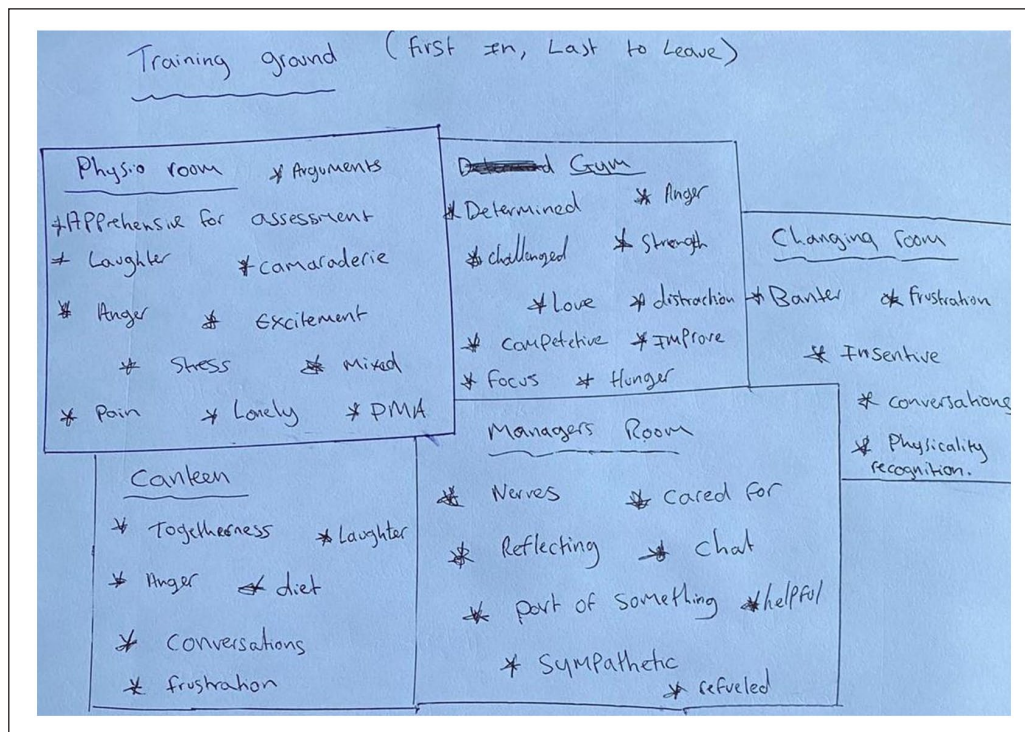 Training ground (first In, Last to Leave)
Physio room * Arguments
* Apprehensive for assessment
* Laughter * camaraderie
* Anger * Excitement
* Stress * Mixed
* Pain * Lonely * PMA
Gym
* Determined * Anger
* challenged * Strength
* Love * distraction
* competetive * Improve
* focus * Hunger
Changing room
* Banter * frustration
* Insentive
* conversations
* Physicality
recognition.
Canteen
* Togetherness * Laughter
* Anger * diet
* Conversations
* frustration
Managers Room
* Nerves * cared for
* Reflecting * chat
* part of something * helpful
* Sympathetic
* refueled